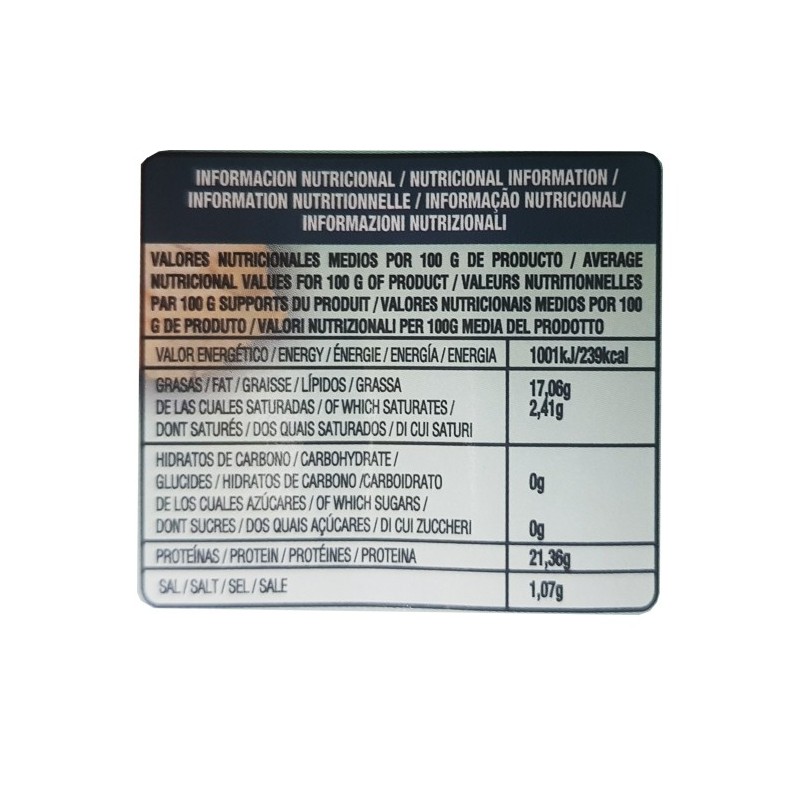 INFORMACION NUTRICIONAL / NUTRICIONAL INFORMATION /
INFORMATION NUTRITIONNELLE / INFORMAÇÃO NUTRICIONAL/
INFORMAZIONI NUTRIZIONALI
VALORES NUTRICIONALES MEDIOS POR 100 G DE PRODUCTO / AVERAGE
NUTRICIONAL VALUES FOR 100 G OF PRODUCT / VALEURS NUTRITIONNELLES
PAR 100 G SUPPORTS DU PRODUIT / VALORES NUTRICIONAIS MEDIOS POR 100
G DE PRODUTO / VALORI NUTRIZIONALI PER 100G MEDIA DEL PRODOTTO
VALOR ENERGÉTICO / ENERGY / ÉNERGIE / ENERGÍA / ENERGIA 1001kJ/239kcal
GRASAS / FAT / GRAISSE / LÍPIDOS / GRASSA 17,06g
DE LAS CUALES SATURADAS / OF WHICH SATURATES / 2,41g
DONT SATURÉS / DOS QUAIS SATURADOS / DI CUI SATURI
HIDRATOS DE CARBONO / CARBOHYDRATE /
GLUCIDES / HIDRATOS DE CARBONO /CARBOIDRATO 0g
DE LOS CUALES AZÚCARES / OF WHICH SUGARS /
DONT SUCRES / DOS QUAIS AÇÚCARES / DI CUI ZUCCHERI 0g
PROTEÍNAS / PROTEIN / PROTÉINES / PROTEINA 21,36g
SAL / SALT / SEL / SALE 1,07g